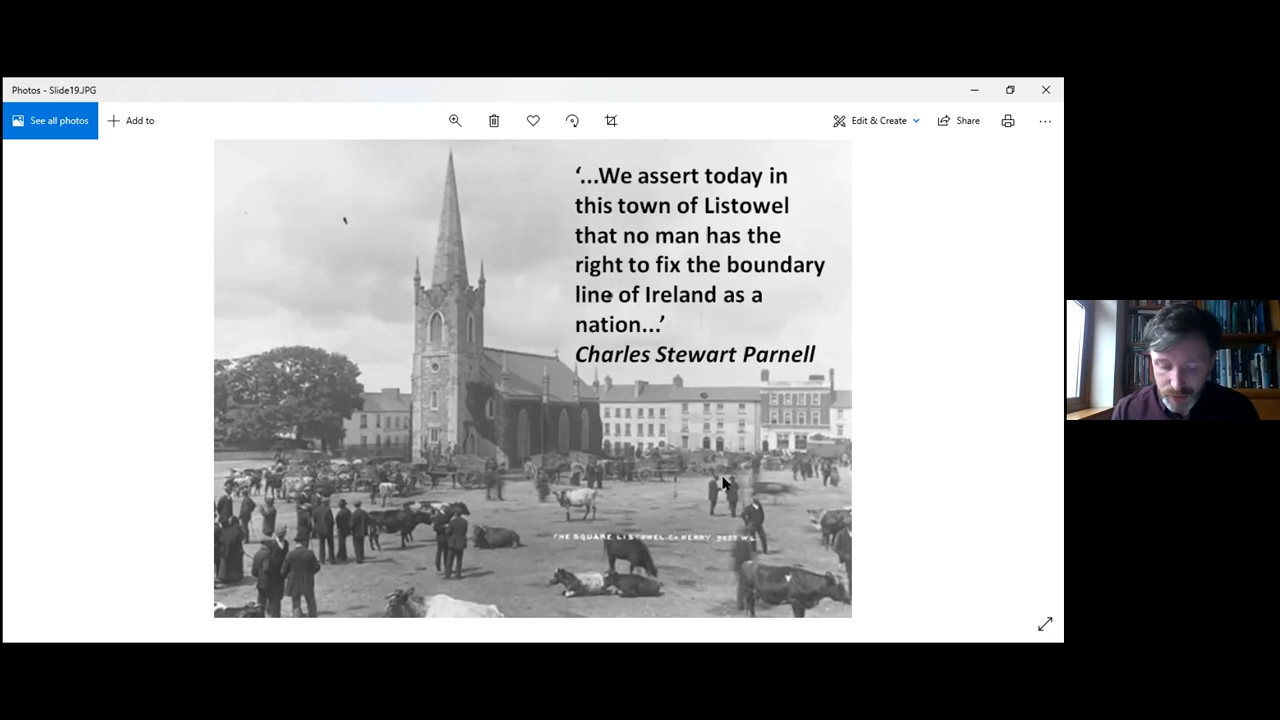 Photos - Slide19.JPG
See all photos
Add to
Edit & Create
Share
‘...We assert today in
this town of Listowel
that no man has the
right to fix the boundary
line of Ireland as a
nation...’
Charles Stewart Parnell
THE SQUARE LISTOWEL. Co. KERRY